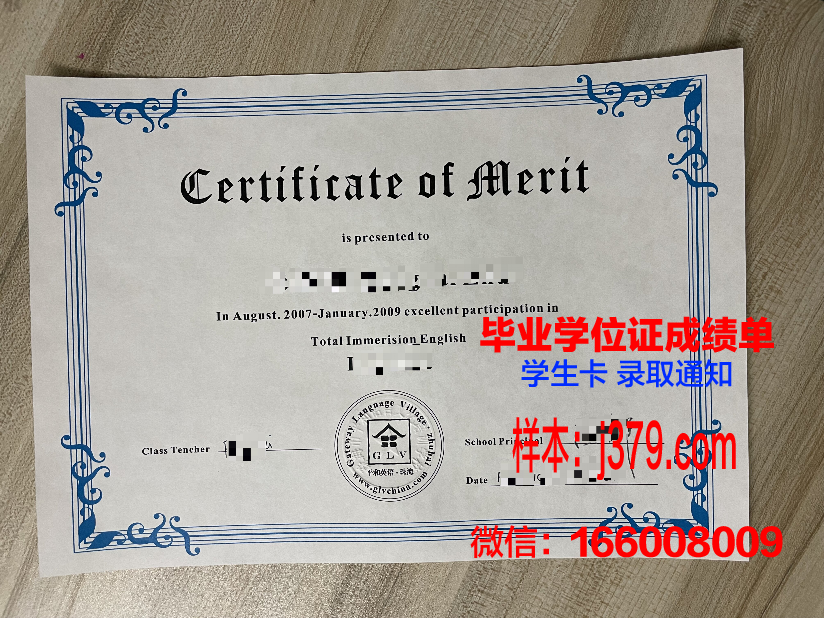 Certificate of Merit
is presented to
In August. 2007-January.2009 excellent participation in
Total Immerision English
毕业学位证成绩单
学生卡 录取通知
Gateway Language Village · zhuhai
GLV
www.glvchina.com
Class Tencher
School Principal
样本：j379.com
Date
微信：166008009